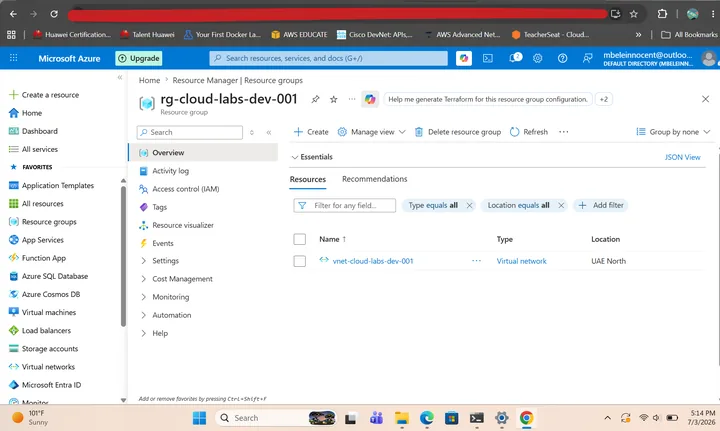 Huawei Certification...
Talent Huawei
Your First Docker La...
AWS EDUCATE
Cisco DevNet: APIs,...
AWS Advanced Net...
TeacherSeat - Cloud...
»
All Bookmarks
Microsoft Azure
Upgrade
Search resources, services, and docs (G+/)
mbeleinnocent@outloo...
DEFAULT DIRECTORY (MBELEINN...
«
Create a resource
Home
Dashboard
All services
FAVORITES
Application Templates
All resources
Resource groups
App Services
Function App
Azure SQL Database
Azure Cosmos DB
Virtual machines
Load balancers
Storage accounts
Virtual networks
Microsoft Entra ID
Monitor
Home > Resource Manager | Resource groups >
rg-cloud-labs-dev-001
Resource group
Help me generate Terraform for this resource group configuration.
+2
Search
Overview
Activity log
Access control (IAM)
Tags
Resource visualizer
Events
Settings
Cost Management
Monitoring
Automation
Help
Add or remove favorites by pressing Ctrl+Shift+F
Create
Manage view
Delete resource group
Refresh
Group by none
Essentials
JSON View
Resources
Recommendations
Filter for any field...
Type equals all
Location equals all
Add filter
Name ↑
Type
Location
vnet-cloud-labs-dev-001
Virtual network
UAE North
101°F
Sunny
Search
5:14 PM
7/3/2026